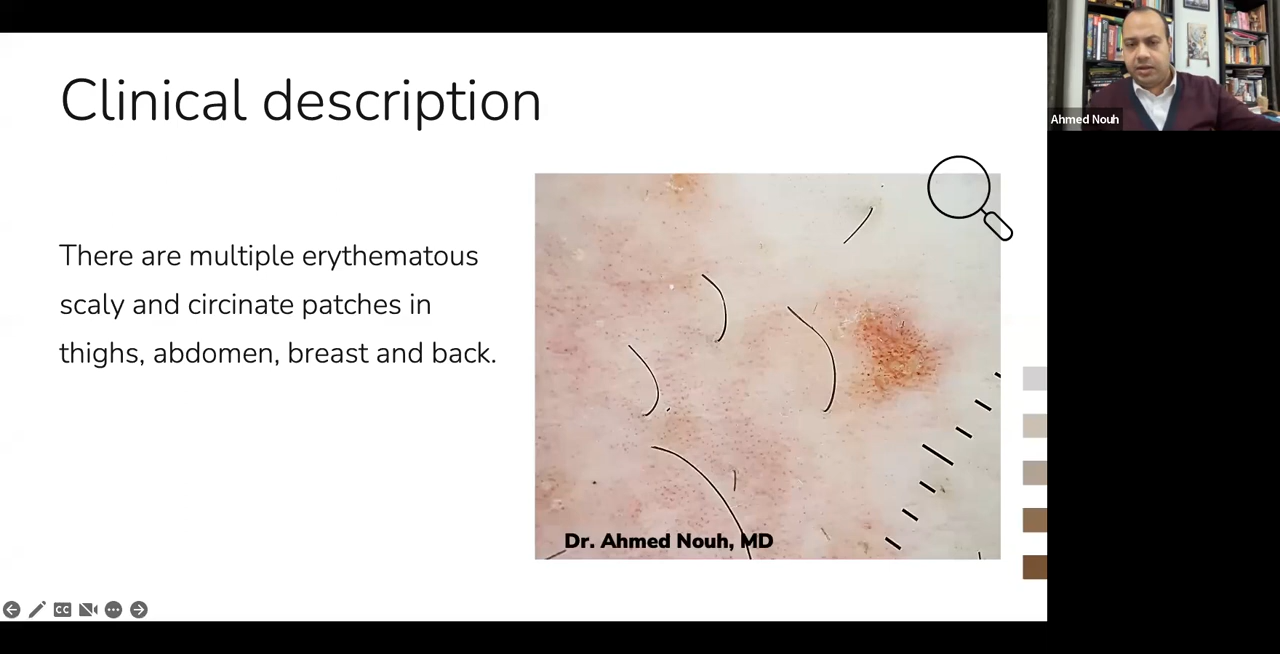 Clinical description
There are multiple erythematous
scaly and circinate patches in
thighs, abdomen, breast and back.
Dr. Ahmed Nouh, MD
Ahmed Nouh
CC